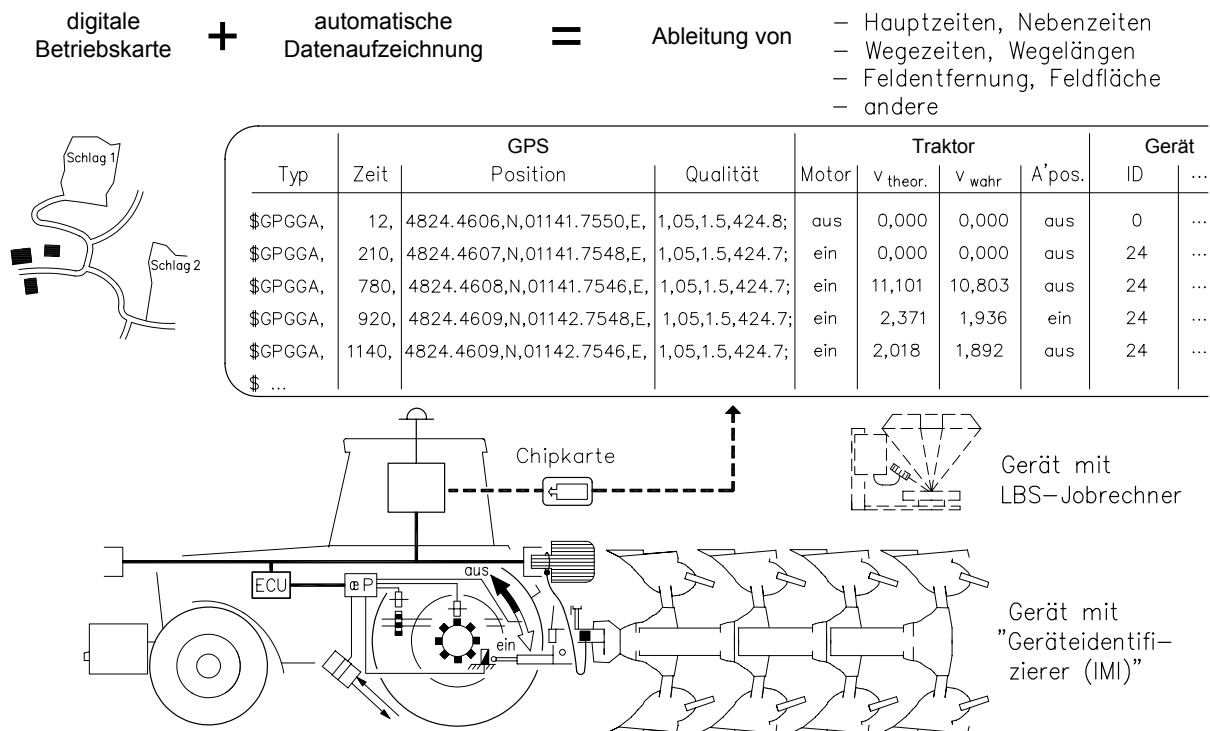 digitale
Betriebskarte
+
automatische
Datenaufzeichnung
=
Ableitung von
– Hauptzeiten, Nebenzeiten
– Wegezeiten, Wegelängen
– Feldentfernung, Feldfläche
– andere
Schlag 1
Schlag 2
GPS Traktor Gerät
Typ Zeit Position Qualität Motor v theor. v wahr A'pos. ID ...
$GPGGA, 12, 4824.4606,N,01141.7550,E, 1,05,1.5,424.8; aus 0,000 0,000 aus 0 ...
$GPGGA, 210, 4824.4607,N,01141.7548,E, 1,05,1.5,424.7; ein 0,000 0,000 aus 24 ...
$GPGGA, 780, 4824.4608,N,01141.7546,E, 1,05,1.5,424.7; ein 11,101 10,803 aus 24 ...
$GPGGA, 920, 4824.4609,N,01142.7548,E, 1,05,1.5,424.7; ein 2,371 1,936 ein 24 ...
$GPGGA, 1140, 4824.4609,N,01142.7546,E, 1,05,1.5,424.7; ein 2,018 1,892 aus 24 ...
$ ...
Chipkarte
Gerät mit
LBS–Jobrechner
ECU
œP
aus
ein
Gerät mit
"Geräteidentifi–
zierer (IMI)"